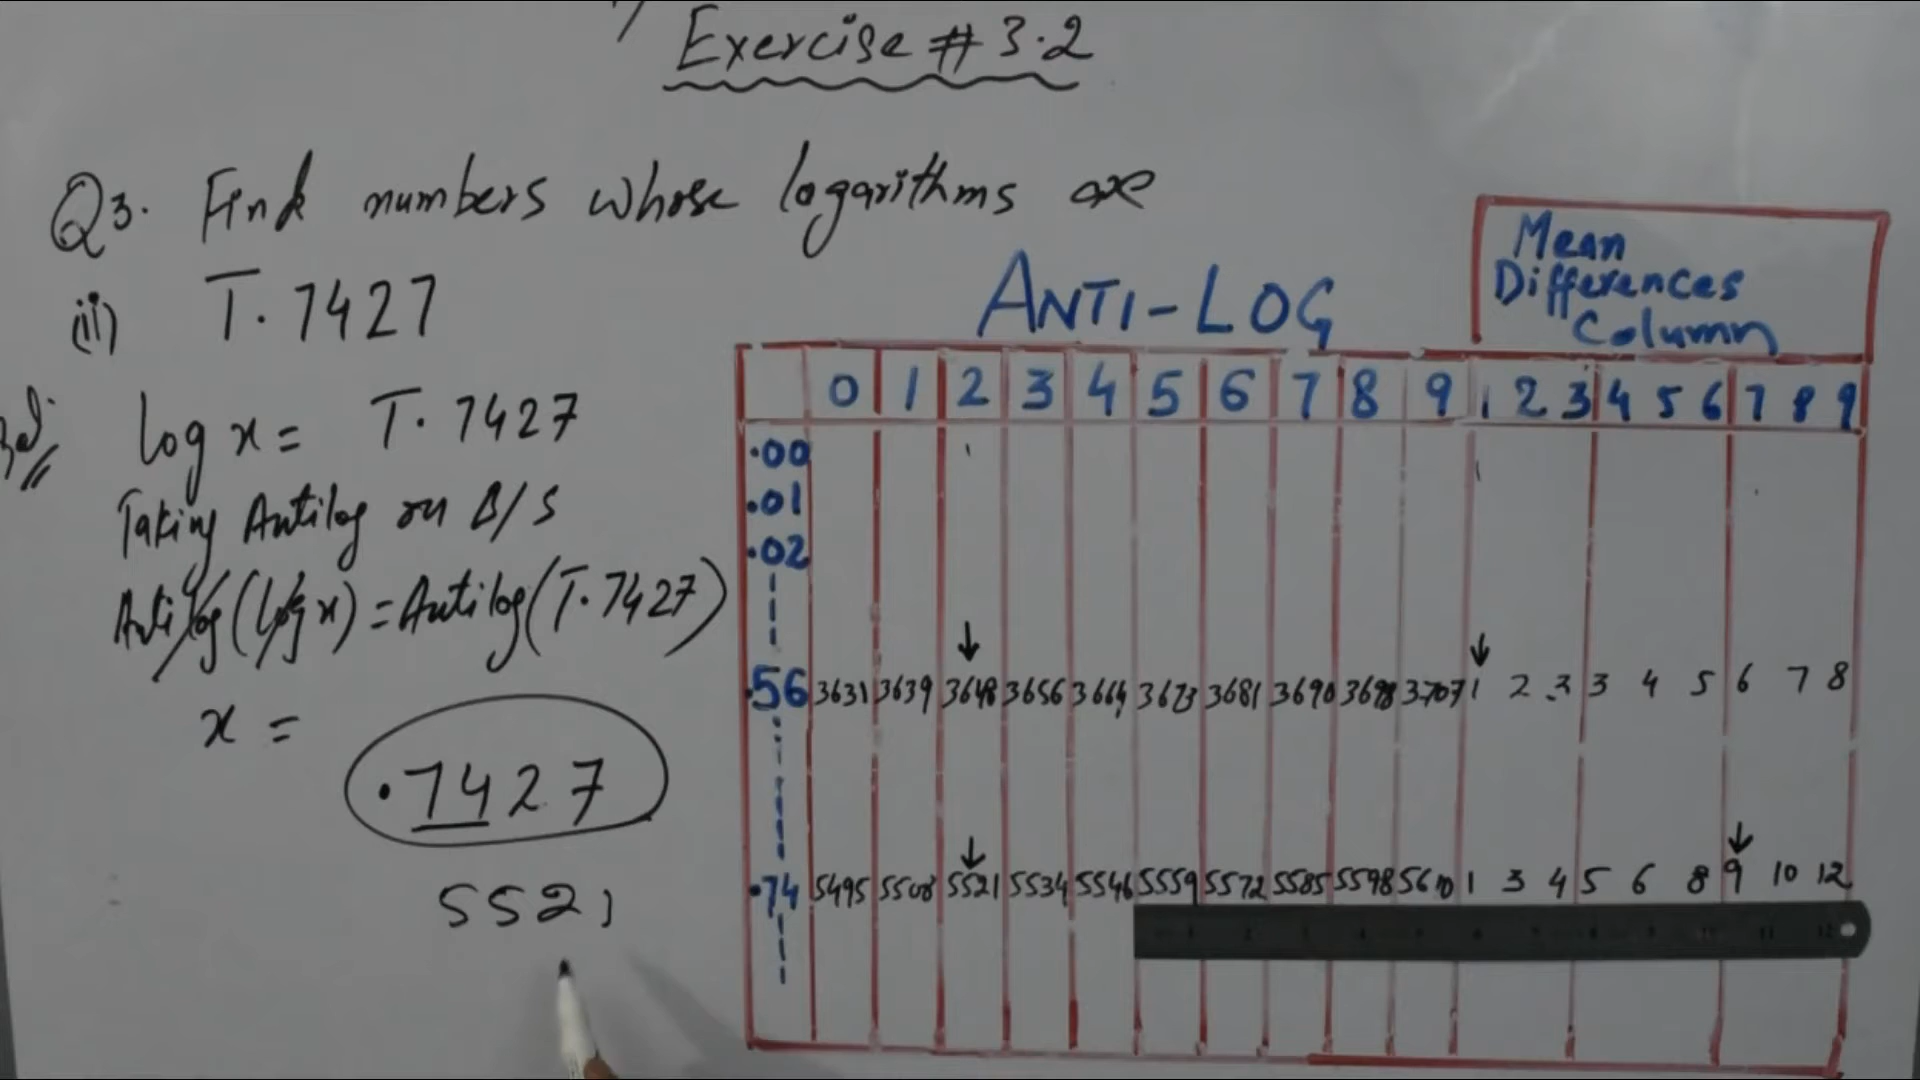 Exercise # 3.2
Q3. Find numbers whose logarithms are
(ii) 1̅.7427
Sol:
log x = 1̅.7427
Taking Antilog on B/S
Antilog(log x) = Antilog(1̅.7427)
x =
.7427
5521
ANTI-LOG
Mean
Differences
Column
0 1 2 3 4 5 6 7 8 9 1 2 3 4 5 6 7 8 9
.00
.01
.02
.56 3631 3639 3648 3656 3664 3673 3681 3690 3698 3707 1 2 3 3 4 5 6 7 8
.74 5495 5508 5521 5534 5546 5559 5572 5585 5598 5610 1 3 4 5 6 8 9 10 12